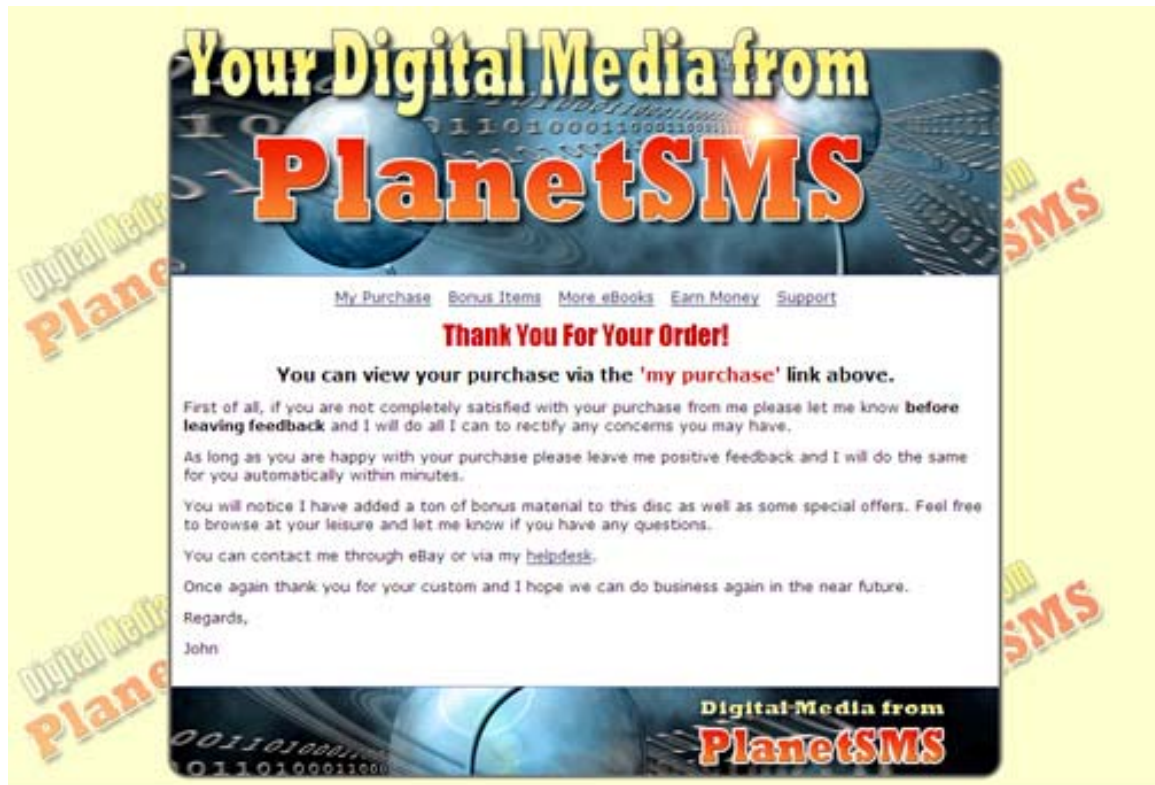 Your Digital Media from
PlanetSMS
My Purchase Bonus Items More eBooks Earn Money Support
Thank You For Your Order!
You can view your purchase via the 'my purchase' link above.
First of all, if you are not completely satisfied with your purchase from me please let me know before
leaving feedback and I will do all I can to rectify any concerns you may have.
As long as you are happy with your purchase please leave me positive feedback and I will do the same
for you automatically within minutes.
You will notice I have added a ton of bonus material to this disc as well as some special offers. Feel free
to browse at your leisure and let me know if you have any questions.
You can contact me through eBay or via my helpdesk.
Once again thank you for your custom and I hope we can do business again in the near future.
Regards,
John
Digital Media from
PlanetSMS